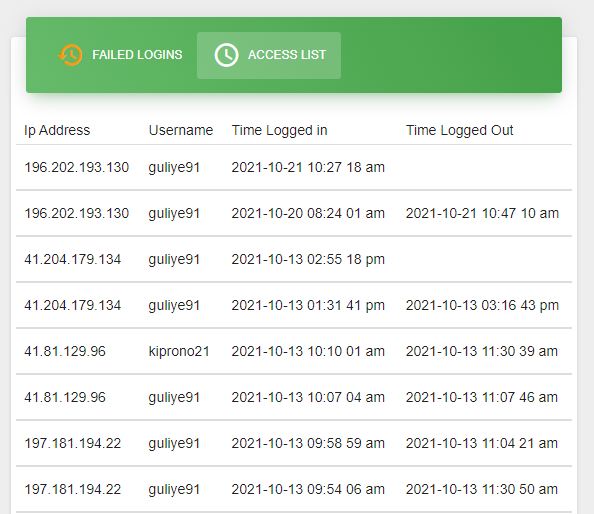 FAILED LOGINS ACCESS LIST
Ip Address Username Time Logged in Time Logged Out
196.202.193.130 guliye91 2021-10-21 10:27 18 am
196.202.193.130 guliye91 2021-10-20 08:24 01 am 2021-10-21 10:47 10 am
41.204.179.134 guliye91 2021-10-13 02:55 18 pm
41.204.179.134 guliye91 2021-10-13 01:31 41 pm 2021-10-13 03:16 43 pm
41.81.129.96 kiprono21 2021-10-13 10:10 01 am 2021-10-13 11:30 39 am
41.81.129.96 guliye91 2021-10-13 10:07 04 am 2021-10-13 11:07 46 am
197.181.194.22 guliye91 2021-10-13 09:58 59 am 2021-10-13 11:04 21 am
197.181.194.22 guliye91 2021-10-13 09:54 06 am 2021-10-13 11:30 50 am